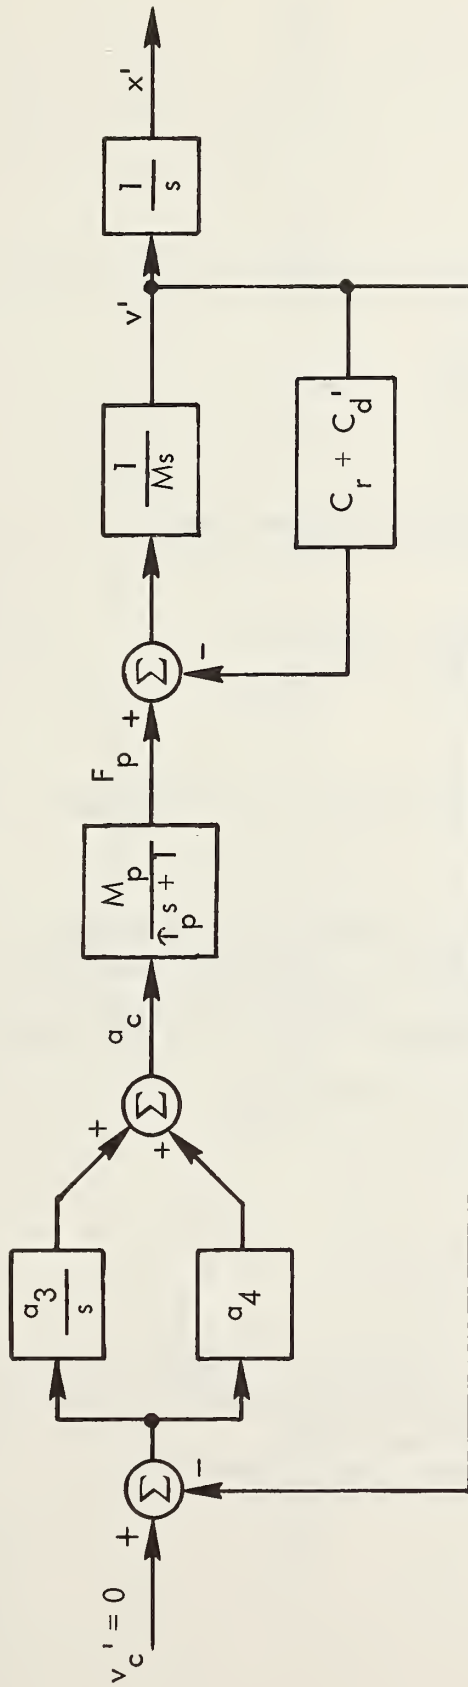 v_c' = 0
Σ
+
-
a_3 / s
a_4
+
+
Σ
a_c
M_p / τ_p s + 1
F_p
+
Σ
-
1 / Ms
v'
C_r + C_d'
1 / s
x'